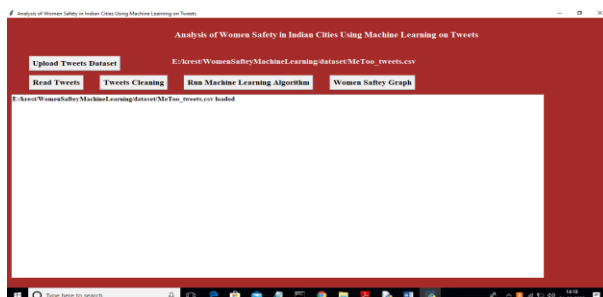 Analysis of Women Safety in Indian Cities Using Machine Learning on Tweets
Analysis of Women Safety in Indian Cities Using Machine Learning on Tweets
Upload Tweets Dataset
E:/krest/WomenSafteyMachineLearning/dataset/MeToo_tweets.csv
Read Tweets
Tweets Cleaning
Run Machine Learning Algorithm
Women Saftey Graph
E:/krest/WomenSafteyMachineLearning/dataset/MeToo_tweets.csv loaded
Type here to search
14:18